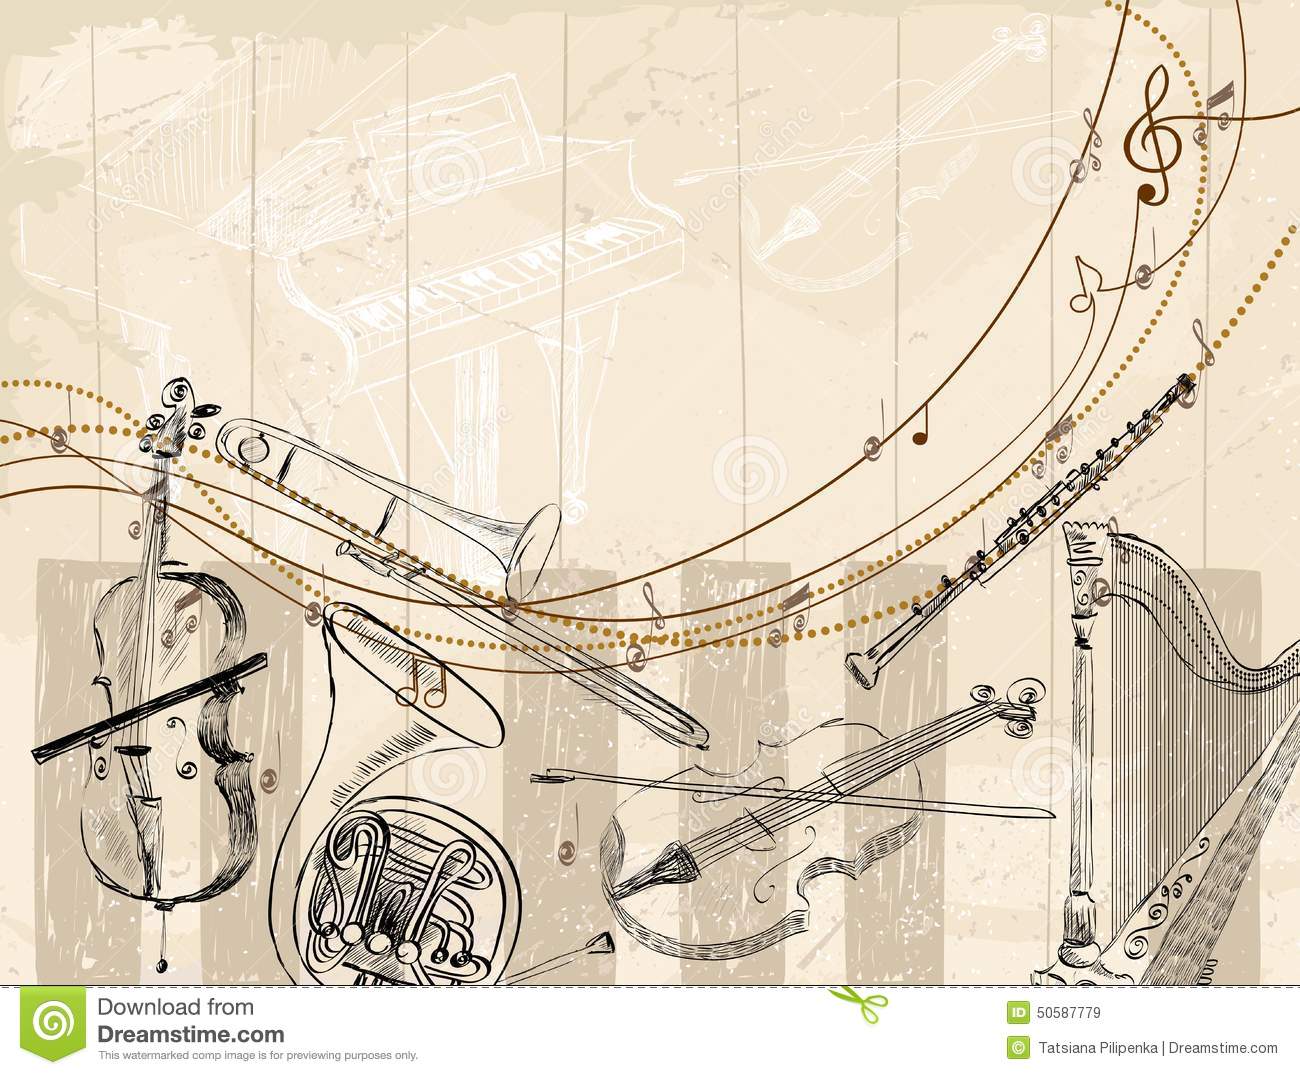 Download from
Dreamstime.com
This watermarked comp image is for previewing purposes only.
ID 50587779
© Tatsiana Pilipenka | Dreamstime.com